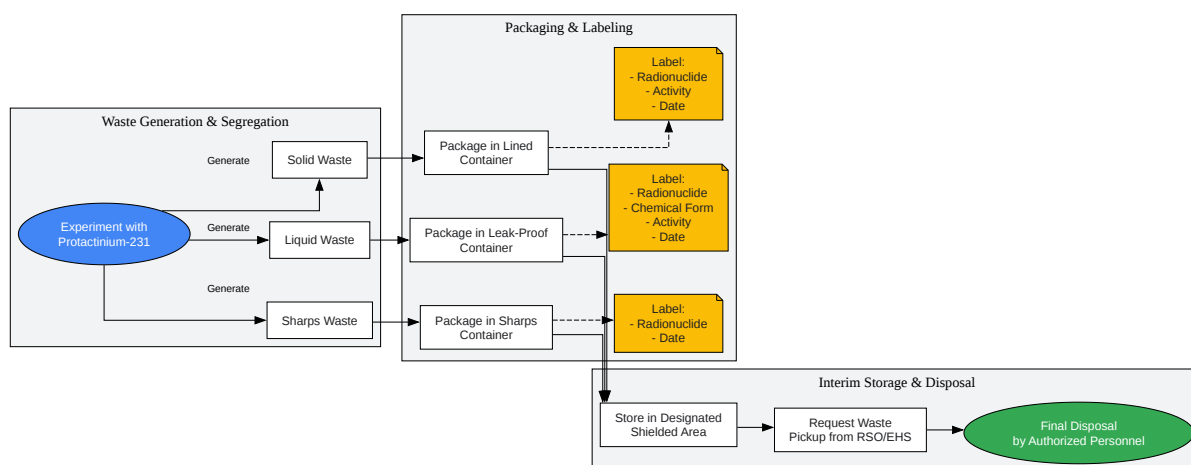 Packaging & Labeling
Label:
- Radionuclide
- Activity
- Date
Waste Generation & Segregation
Generate
Solid Waste
Package in Lined
Container
Label:
- Radionuclide
- Chemical Form
- Activity
- Date
Experiment with
Protactinium-231
Generate
Liquid Waste
Package in Leak-Proof
Container
Generate
Sharps Waste
Package in Sharps
Container
Label:
- Radionuclide
- Date
Interim Storage & Disposal
Store in Designated
Shielded Area
Request Waste
Pickup from RSO/EHS
Final Disposal
by Authorized Personnel